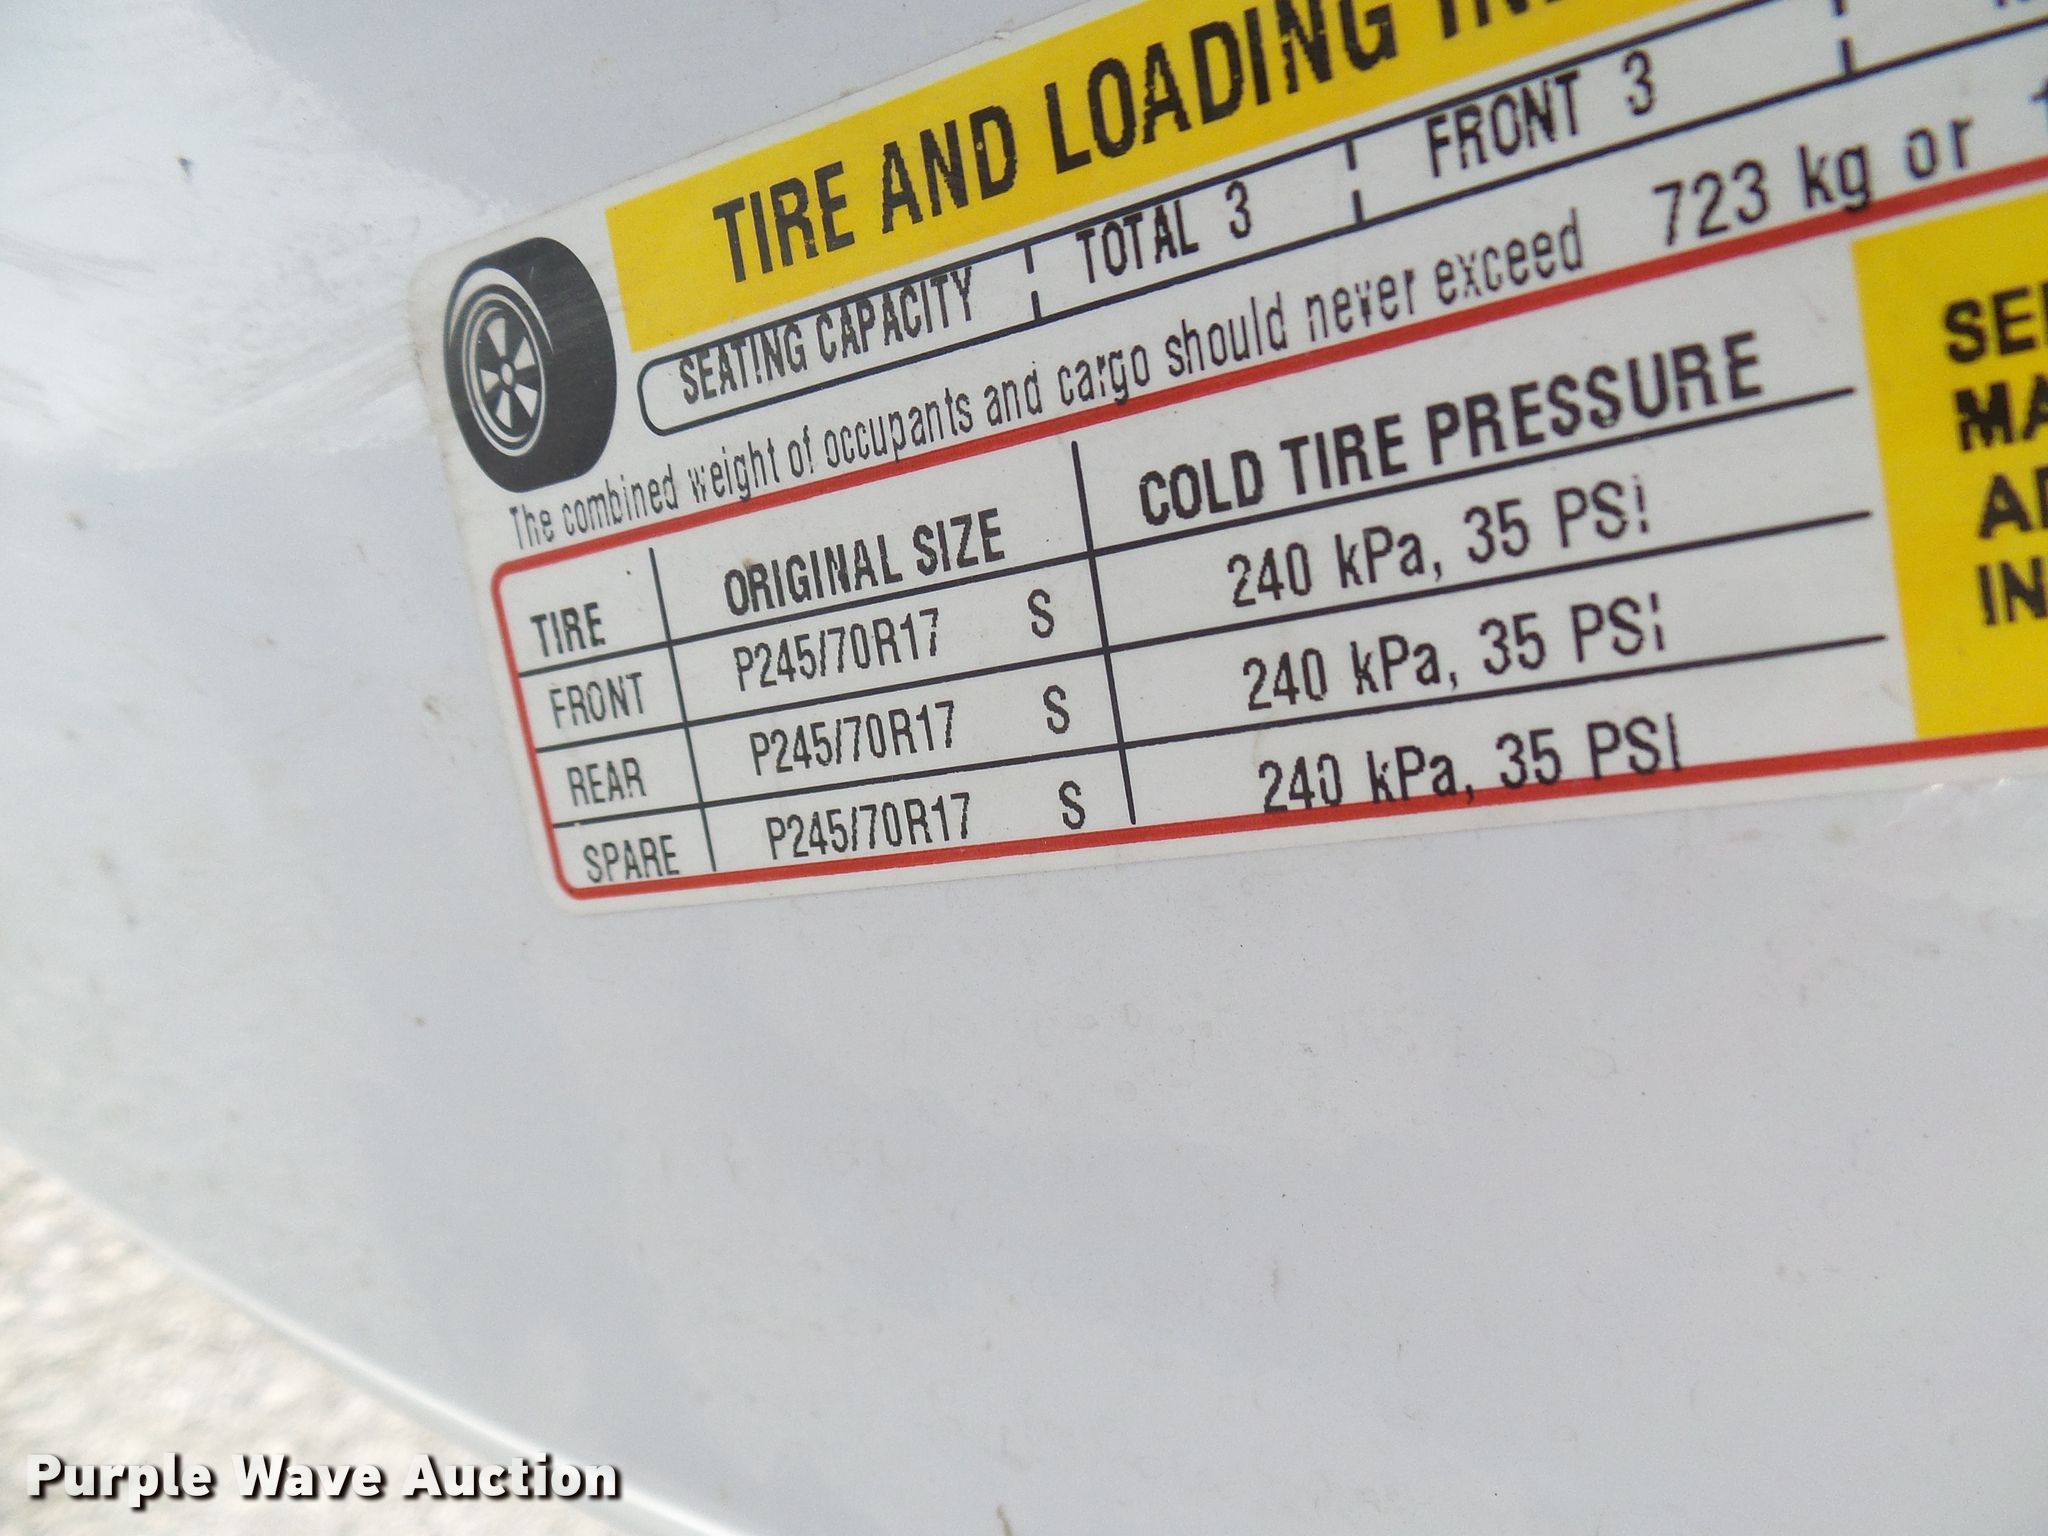 TIRE AND LOADING
SEATING CAPACITY TOTAL 3 FRONT 3
The combined weight of occupants and cargo should never exceed 723 kg or
TIRE ORIGINAL SIZE COLD TIRE PRESSURE
FRONT P245/70R17 S 240 kPa, 35 PSI
REAR P245/70R17 S 240 kPa, 35 PSI
SPARE P245/70R17 S 240 kPa, 35 PSI
Purple Wave Auction